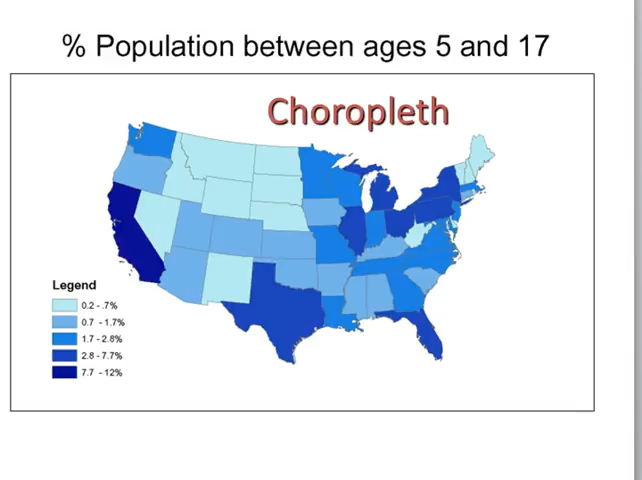 % Population between ages 5 and 17
Choropleth
Legend
0.2 - .7%
0.7 - 1.7%
1.7 - 2.8%
2.8 - 7.7%
7.7 - 12%